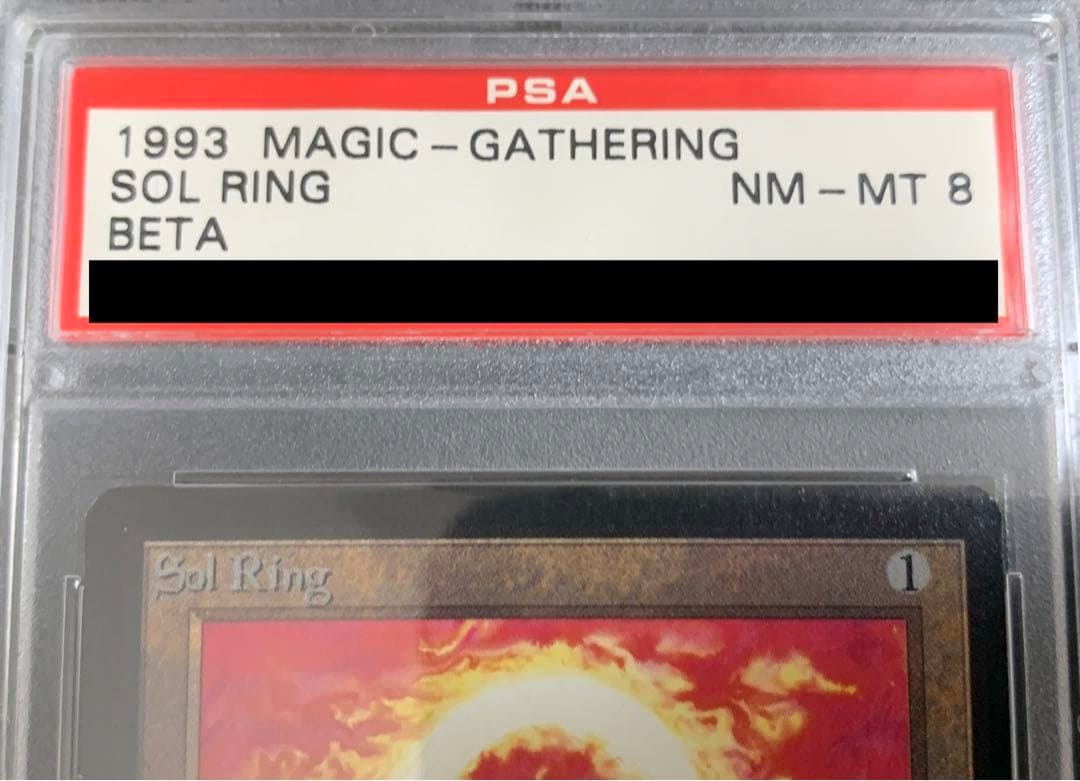 PSA
1993 MAGIC - GATHERING
SOL RING NM - MT 8
BETA
Sol Ring 1